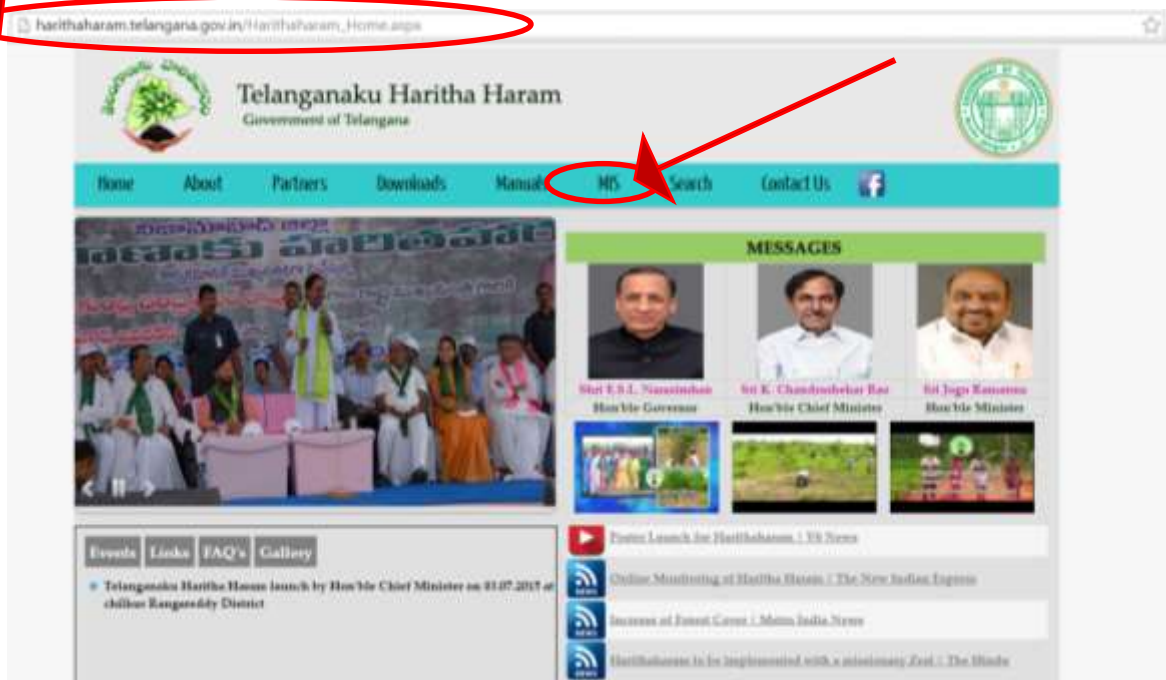 harithaharam.telangana.gov.in/Harithaharam_Home.aspx
Telanganaku Haritha Haram
Government of Telangana
Home About Partners Downloads Manuals MIS Search Contact Us
MESSAGES
Shri E.S.L. Narasimhan Sri K. Chandrashekar Rao Sri Jogu Ramanna
Hon'ble Governor Hon'ble Chief Minister Hon'ble Minister
Events Links FAQ's Gallery
Telanganaku Haritha Haram launch by Hon'ble Chief Minister on 03.07.2015 at
chilkur Rangareddy District
Poster Launch for Harithaharam | V6 News
Online Monitoring of Haritha Haram | The New Indian Express
Increase of Forest Cover | Metro India News
Harithaharam to be implemented with a missionary Zeal | The Hindu